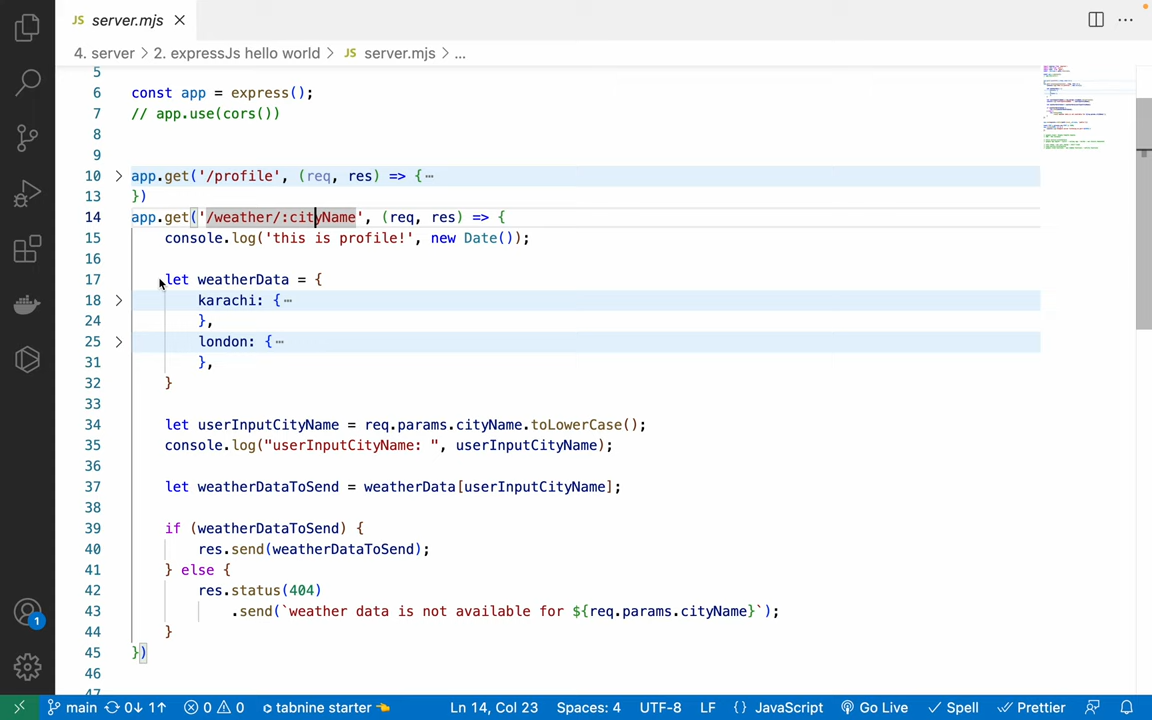 JS server.mjs
4. server > 2. expressJs hello world > JS server.mjs > ...
5
6 const app = express();
7 // app.use(cors())
8
9
10 app.get('/profile', (req, res) => {…
13 })
14 app.get('/weather/:cityName', (req, res) => {
15 console.log('this is profile!', new Date());
16
17 let weatherData = {
18 karachi: {…
24 },
25 london: {…
31 },
32 }
33
34 let userInputCityName = req.params.cityName.toLowerCase();
35 console.log("userInputCityName: ", userInputCityName);
36
37 let weatherDataToSend = weatherData[userInputCityName];
38
39 if (weatherDataToSend) {
40 res.send(weatherDataToSend);
41 } else {
42 res.status(404)
43 .send(`weather data is not available for ${req.params.cityName}`);
44 }
45 })
46
47
1
main 0↓ 1↑ 0 0 tabnine starter 👈 Ln 14, Col 23 Spaces: 4 UTF-8 LF {} JavaScript Go Live Spell Prettier